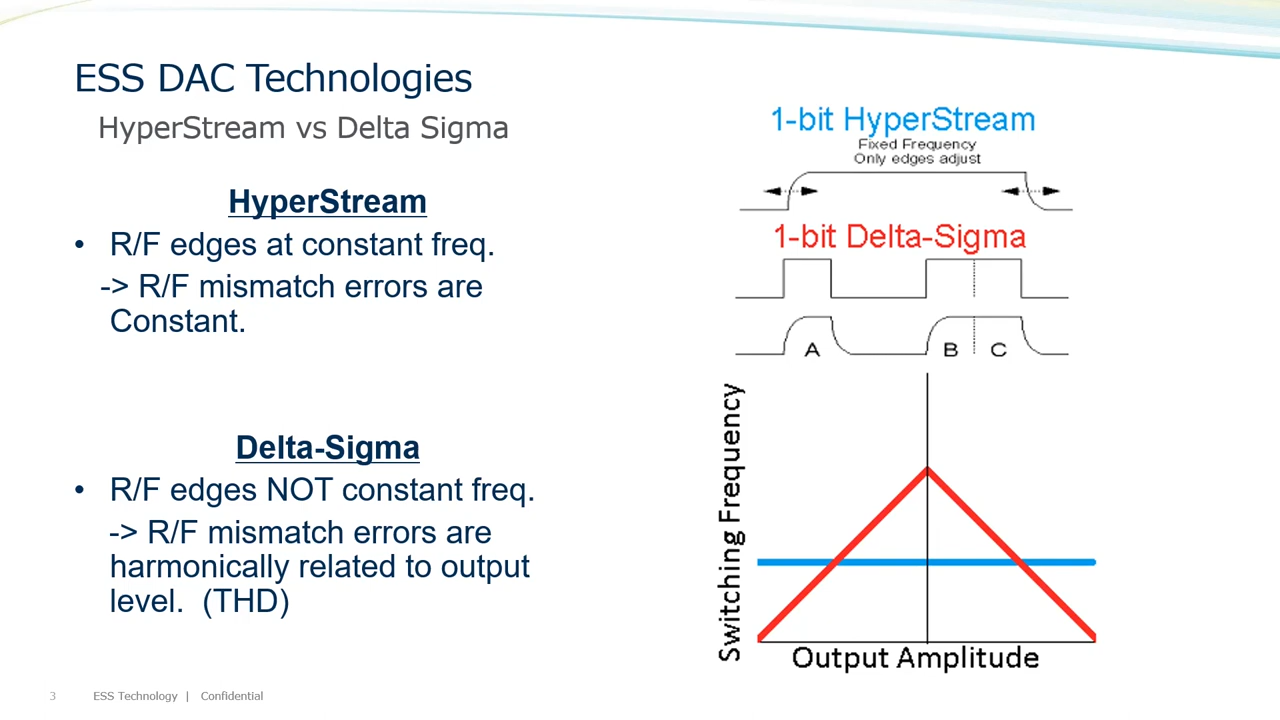 ESS DAC Technologies
HyperStream vs Delta Sigma
HyperStream
• R/F edges at constant freq.
-> R/F mismatch errors are
Constant.
Delta-Sigma
• R/F edges NOT constant freq.
-> R/F mismatch errors are
harmonically related to output
level. (THD)
1-bit HyperStream
Fixed Frequency
Only edges adjust
1-bit Delta-Sigma
A B C
Switching Frequency
Output Amplitude
3 ESS Technology | Confidential